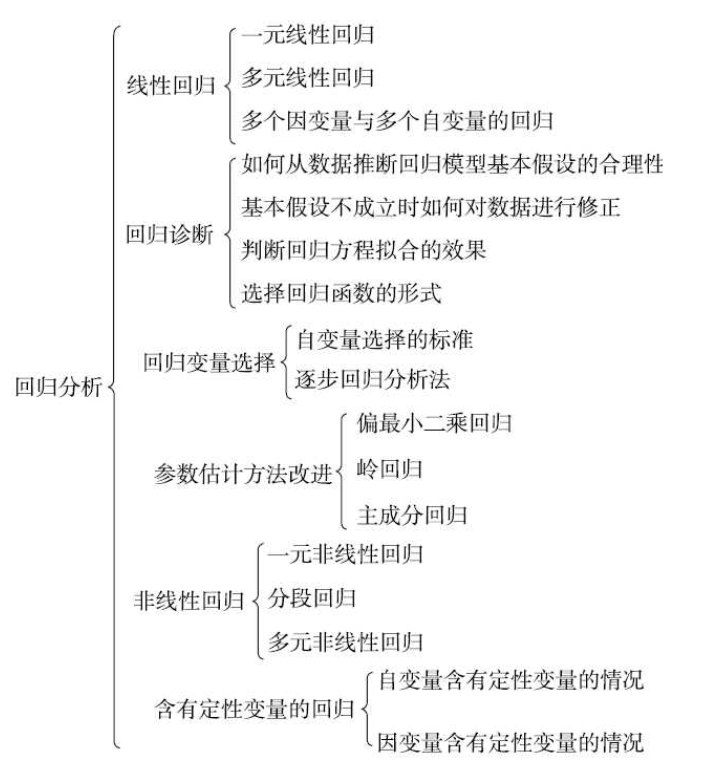 回归分析
线性回归
一元线性回归
多元线性回归
多个因变量与多个自变量的回归
回归诊断
如何从数据推断回归模型基本假设的合理性
基本假设不成立时如何对数据进行修正
判断回归方程拟合的效果
选择回归函数的形式
回归变量选择
自变量选择的标准
逐步回归分析法
参数估计方法改进
偏最小二乘回归
岭回归
主成分回归
非线性回归
一元非线性回归
分段回归
多元非线性回归
含有定性变量的回归
自变量含有定性变量的情况
因变量含有定性变量的情况